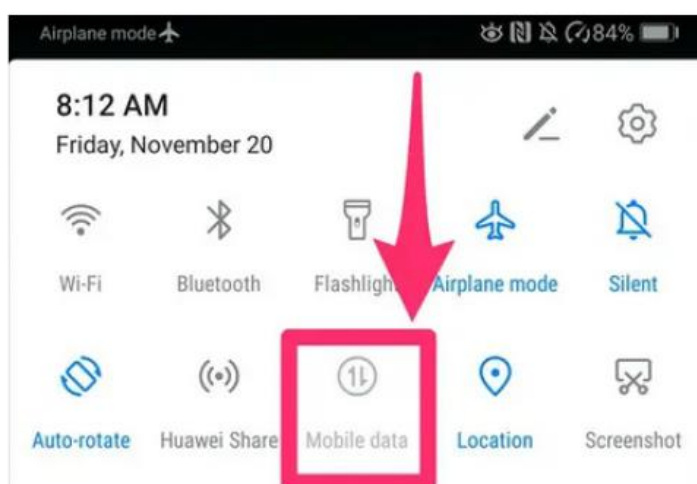 Airplane mode 84%
8:12 AM
Friday, November 20
Wi-Fi Bluetooth Flashlight Airplane mode Silent
Auto-rotate Huawei Share Mobile data Location Screenshot